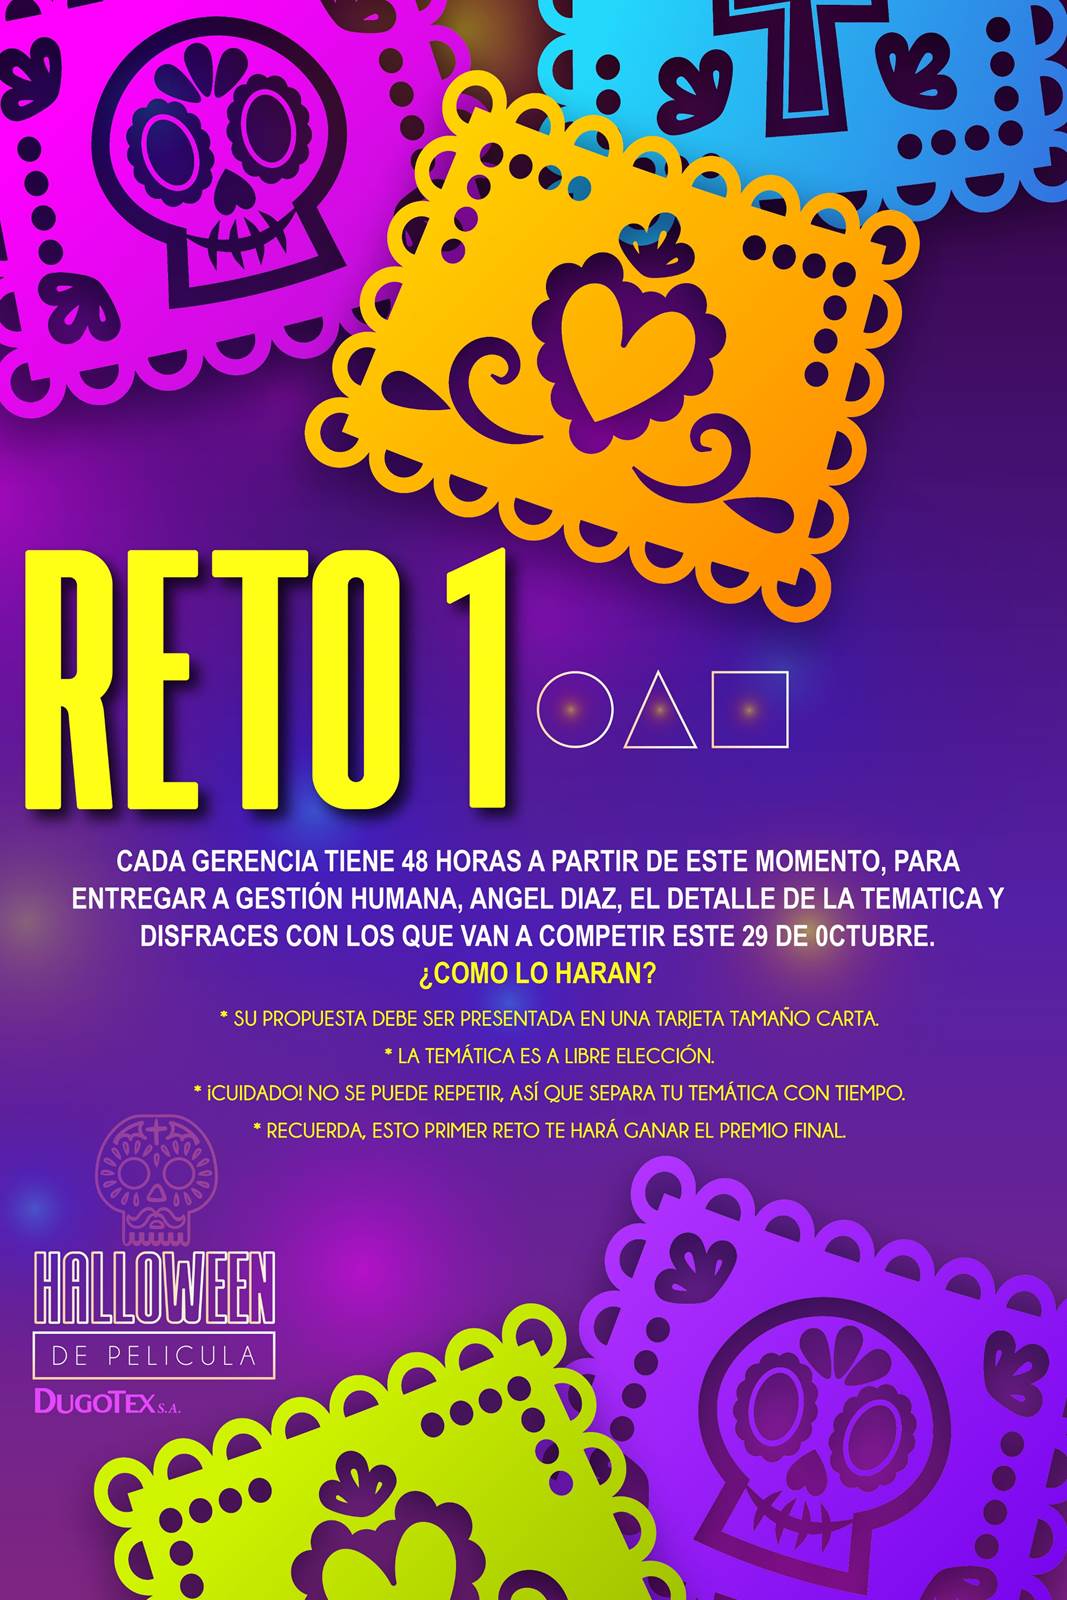 RETO 1
CADA GERENCIA TIENE 48 HORAS A PARTIR DE ESTE MOMENTO, PARA
ENTREGAR A GESTIÓN HUMANA, ANGEL DIAZ, EL DETALLE DE LA TEMATICA Y
DISFRACES CON LOS QUE VAN A COMPETIR ESTE 29 DE 0CTUBRE.
¿COMO LO HARAN?
* SU PROPUESTA DEBE SER PRESENTADA EN UNA TARJETA TAMAÑO CARTA.
* LA TEMÁTICA ES A LIBRE ELECCIÓN.
* ¡CUIDADO! NO SE PUEDE REPETIR, ASÍ QUE SEPARA TU TEMÁTICA CON TIEMPO.
* RECUERDA, ESTO PRIMER RETO TE HARÁ GANAR EL PREMIO FINAL.
HALLOWEEN
DE PELICULA
DUGOTEX S.A.